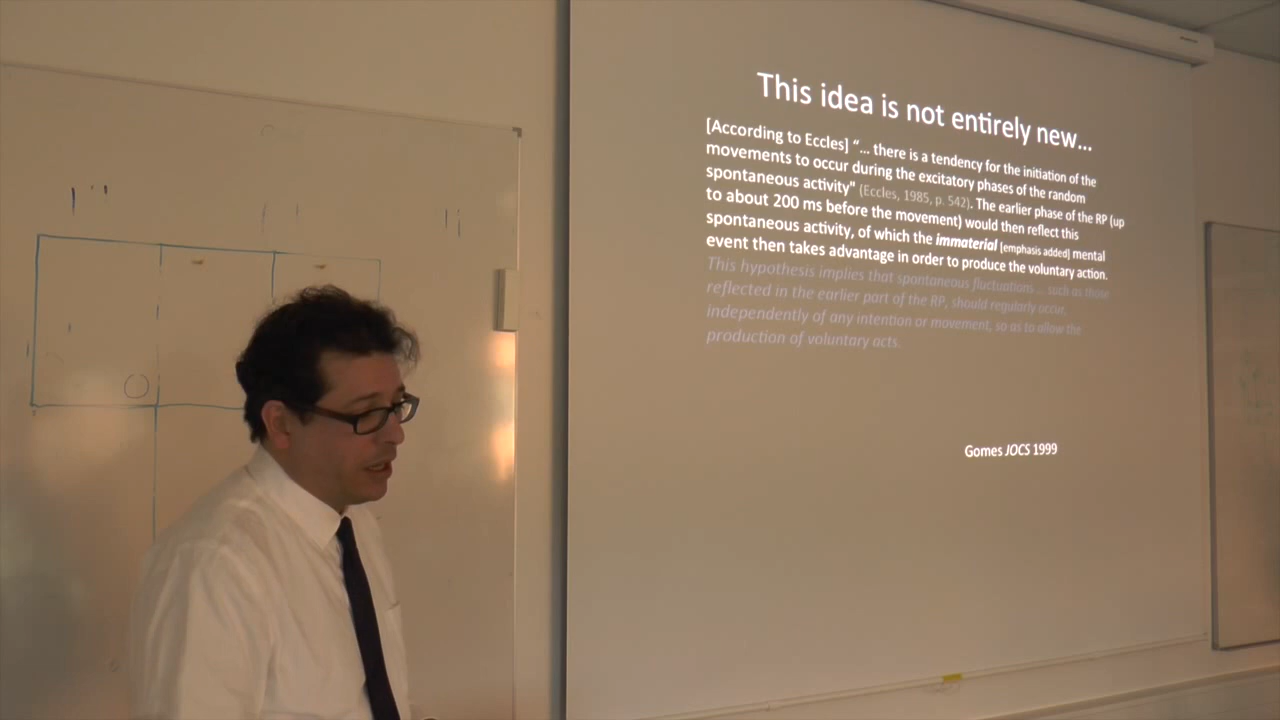 This idea is not entirely new...
[According to Eccles] “... there is a tendency for the initiation of the
movements to occur during the excitatory phases of the random
spontaneous activity" (Eccles, 1985, p. 542). The earlier phase of the RP (up
to about 200 ms before the movement) would then reflect this
spontaneous activity, of which the immaterial [emphasis added] mental
event then takes advantage in order to produce the voluntary action.
This hypothesis implies that spontaneous fluctuations ... such as those
reflected in the earlier part of the RP, should regularly occur,
independently of any intention or movement, so as to allow the
production of voluntary acts.
Gomes JOCS 1999